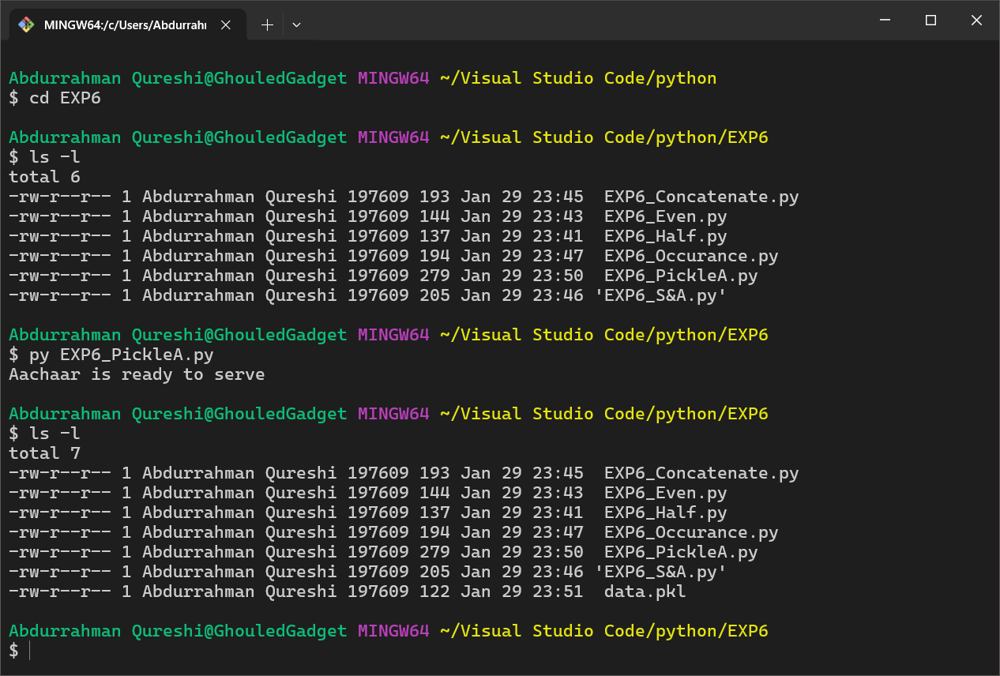 MINGW64:/c/Users/Abdurrahı
Abdurrahman Qureshi@GhouledGadget MINGW64 ~/Visual Studio Code/python
$ cd EXP6
Abdurrahman Qureshi@GhouledGadget MINGW64 ~/Visual Studio Code/python/EXP6
$ ls -l
total 6
-rw-r--r-- 1 Abdurrahman Qureshi 197609 193 Jan 29 23:45  EXP6_Concatenate.py
-rw-r--r-- 1 Abdurrahman Qureshi 197609 144 Jan 29 23:43  EXP6_Even.py
-rw-r--r-- 1 Abdurrahman Qureshi 197609 137 Jan 29 23:41  EXP6_Half.py
-rw-r--r-- 1 Abdurrahman Qureshi 197609 194 Jan 29 23:47  EXP6_Occurance.py
-rw-r--r-- 1 Abdurrahman Qureshi 197609 279 Jan 29 23:50  EXP6_PickleA.py
-rw-r--r-- 1 Abdurrahman Qureshi 197609 205 Jan 29 23:46 'EXP6_S&A.py'
Abdurrahman Qureshi@GhouledGadget MINGW64 ~/Visual Studio Code/python/EXP6
$ py EXP6_PickleA.py
Aachaar is ready to serve
Abdurrahman Qureshi@GhouledGadget MINGW64 ~/Visual Studio Code/python/EXP6
$ ls -l
total 7
-rw-r--r-- 1 Abdurrahman Qureshi 197609 193 Jan 29 23:45  EXP6_Concatenate.py
-rw-r--r-- 1 Abdurrahman Qureshi 197609 144 Jan 29 23:43  EXP6_Even.py
-rw-r--r-- 1 Abdurrahman Qureshi 197609 137 Jan 29 23:41  EXP6_Half.py
-rw-r--r-- 1 Abdurrahman Qureshi 197609 194 Jan 29 23:47  EXP6_Occurance.py
-rw-r--r-- 1 Abdurrahman Qureshi 197609 279 Jan 29 23:50  EXP6_PickleA.py
-rw-r--r-- 1 Abdurrahman Qureshi 197609 205 Jan 29 23:46 'EXP6_S&A.py'
-rw-r--r-- 1 Abdurrahman Qureshi 197609 122 Jan 29 23:51  data.pkl
Abdurrahman Qureshi@GhouledGadget MINGW64 ~/Visual Studio Code/python/EXP6
$